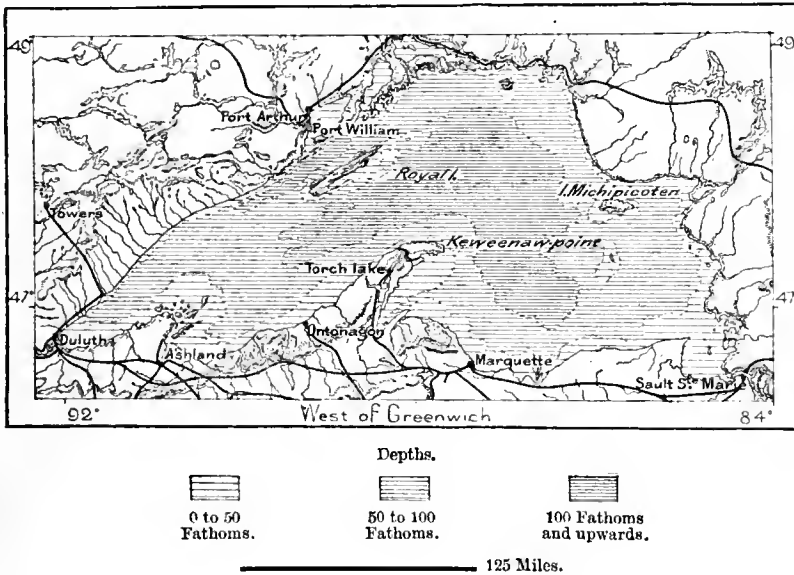 49°
49
Port Arthur
Port William
Royal I.
I. Michipicoten
Towers
Keweenaw-point
Torch lake
47°
47
Duluth
Ashland
Ontonagon
Marquette
Sault Ste Mary
92°
West of Greenwich
84°
Depths.
0 to 50 Fathoms.
50 to 100 Fathoms.
100 Fathoms and upwards.
125 Miles.